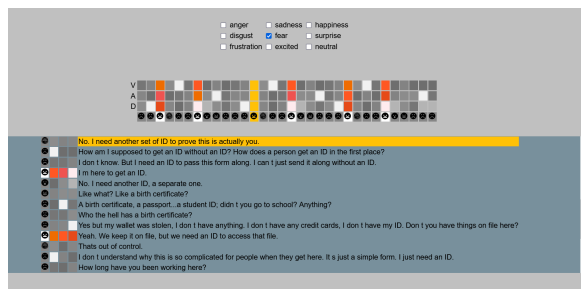 anger sadness happiness
disgust fear surprise
frustration excited neutral
V
A
D
No. I need another set of ID to prove this is actually you.
How am I supposed to get an ID without an ID? How does a person get an ID in the first place?
I don t know. But I need an ID to pass this form along. I can t just send it along without an ID.
I m here to get an ID.
No. I need another ID, a separate one.
Like what? Like a birth certificate?
A birth certificate, a passport...a student ID; didn t you go to school? Anything?
Who the hell has a birth certificate?
Yes but my wallet was stolen, I don t have anything. I don t have any credit cards, I don t have my ID. Don t you have things on file here?
Yeah. We keep it on file, but we need an ID to access that file.
Thats out of control.
I don t understand why this is so complicated for people when they get here. It s just a simple form. I just need an ID.
How long have you been working here?